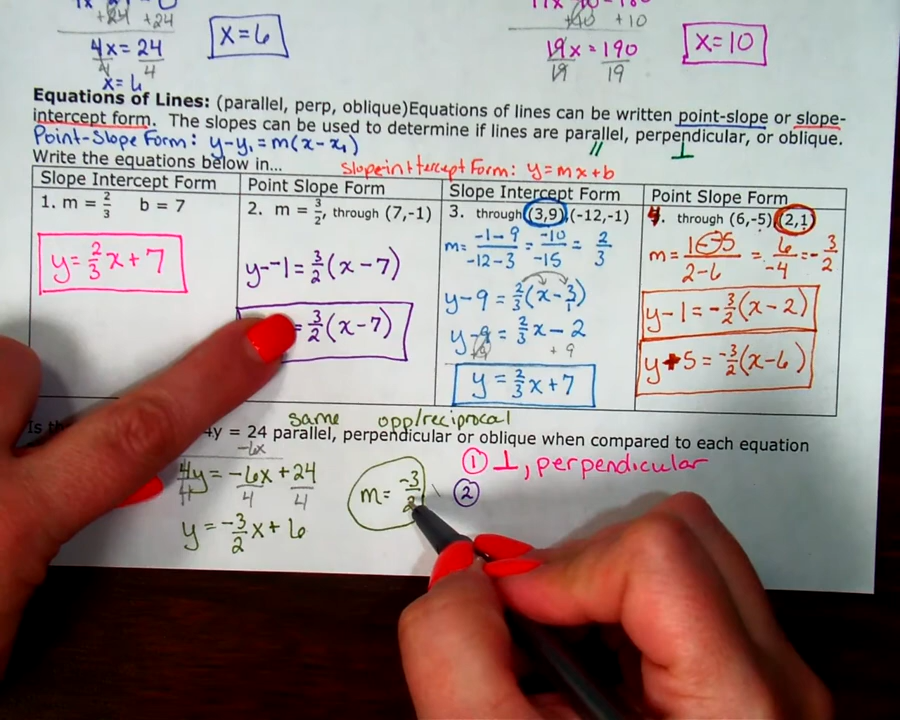 +24 +24
4x = 24
4 4
x = 6
x = 6
+10 +10
19x = 190
19 19
x = 10
Equations of Lines: (parallel, perp, oblique)Equations of lines can be written point-slope or slope-
intercept form. The slopes can be used to determine if lines are parallel, perpendicular, or oblique.
Point-Slope Form: y-y₁=m(x-x₁)
// ⊥
Write the equations below in...
Slope intercept Form: y=mx+b
Slope Intercept Form
1. m = 2/3 b = 7
y = 2/3 x + 7
Point Slope Form
2. m = 3/2, through (7,-1)
y--1 = 3/2 (x-7)
= 3/2 (x-7)
Slope Intercept Form
3. through (3,9),(-12,-1)
m = -1-9/-12-3 = -10/-15 = 2/3
y-9 = 2/3 (x-3/1)
y-9 = 2/3 x - 2
+9 +9
y = 2/3 x + 7
Point Slope Form
4. through (6,-5),(2,1)
m = 1--5/2-6 = 6/-4 = -3/2
y-1 = -3/2 (x-2)
y+5 = -3/2 (x-6)
same opp/reciprocal
4y = 24 parallel, perpendicular or oblique when compared to each equation
-6x
4y = -6x + 24
4 4 4
y = -3/2 x + 6
m = -3/2
① ⊥, perpendicular
②